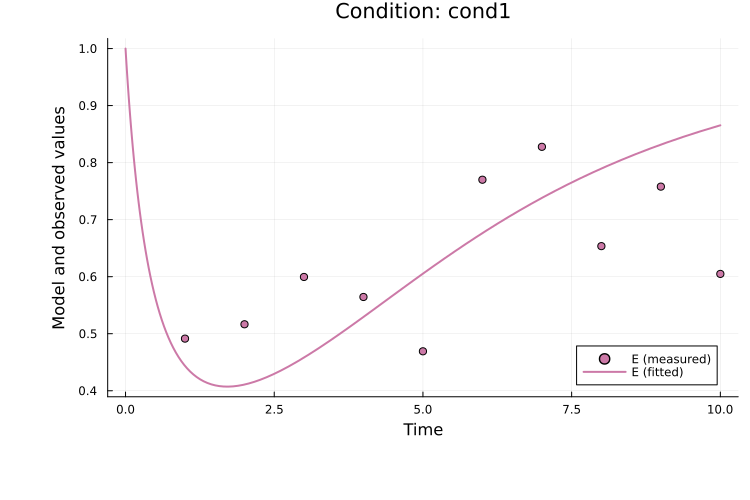 Condition: cond1
Model and observed values
1.0
0.9
0.8
0.7
0.6
0.5
0.4
0.0
2.5
5.0
7.5
10.0
Time
E (measured)
E (fitted)